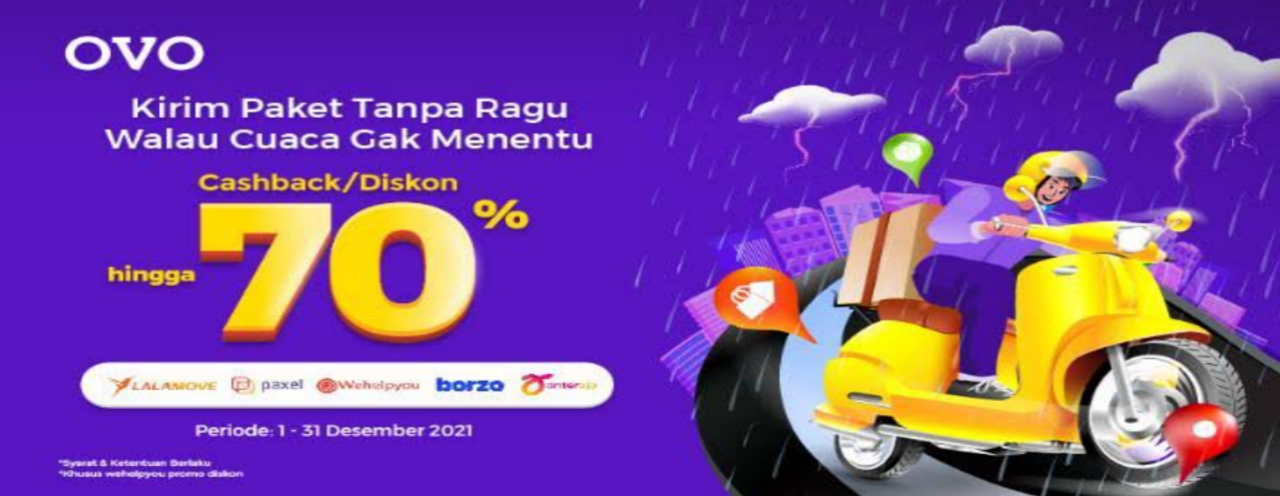 OVO
Kirim Paket Tanpa Ragu
Walau Cuaca Gak Menentu
Cashback/Diskon
hingga 70%
LALAMOVE paxel Wehelpyou borzo anteraja
Periode: 1 - 31 Desember 2021
*Syarat & Ketentuan Berlaku
*Khusus wehelpyou promo diskon